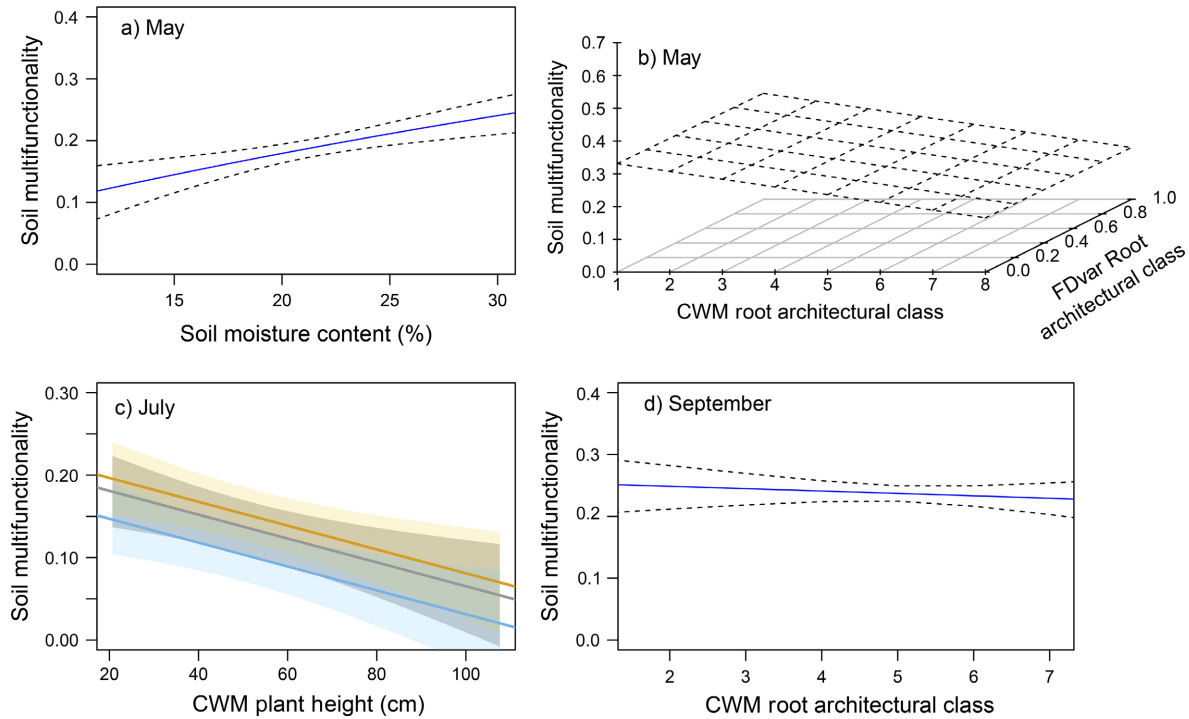 a) May
Soil multifunctionality
0.4
0.3
0.2
0.1
0.0
15 20 25 30
Soil moisture content (%)
b) May
Soil multifunctionality
0.7
0.6
0.5
0.4
0.3
0.2
0.1
0.0
1 2 3 4 5 6 7 8
CWM root architectural class
0.0 0.2 0.4 0.6 0.8 1.0
FDvar Root
architectural class
c) July
Soil multifunctionality
0.30
0.20
0.10
0.00
20 40 60 80 100
CWM plant height (cm)
d) September
Soil multifunctionality
0.4
0.3
0.2
0.1
0.0
2 3 4 5 6 7
CWM root architectural class